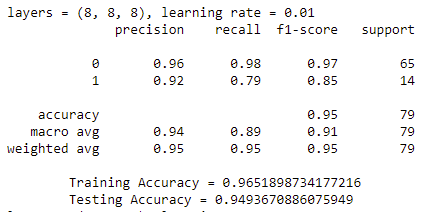 layers = (8, 8, 8), learning rate = 0.01
precision recall f1-score support
0 0.96 0.98 0.97 65
1 0.92 0.79 0.85 14
accuracy 0.95 79
macro avg 0.94 0.89 0.91 79
weighted avg 0.95 0.95 0.95 79
Training Accuracy = 0.9651898734177216
Testing Accuracy = 0.9493670886075949